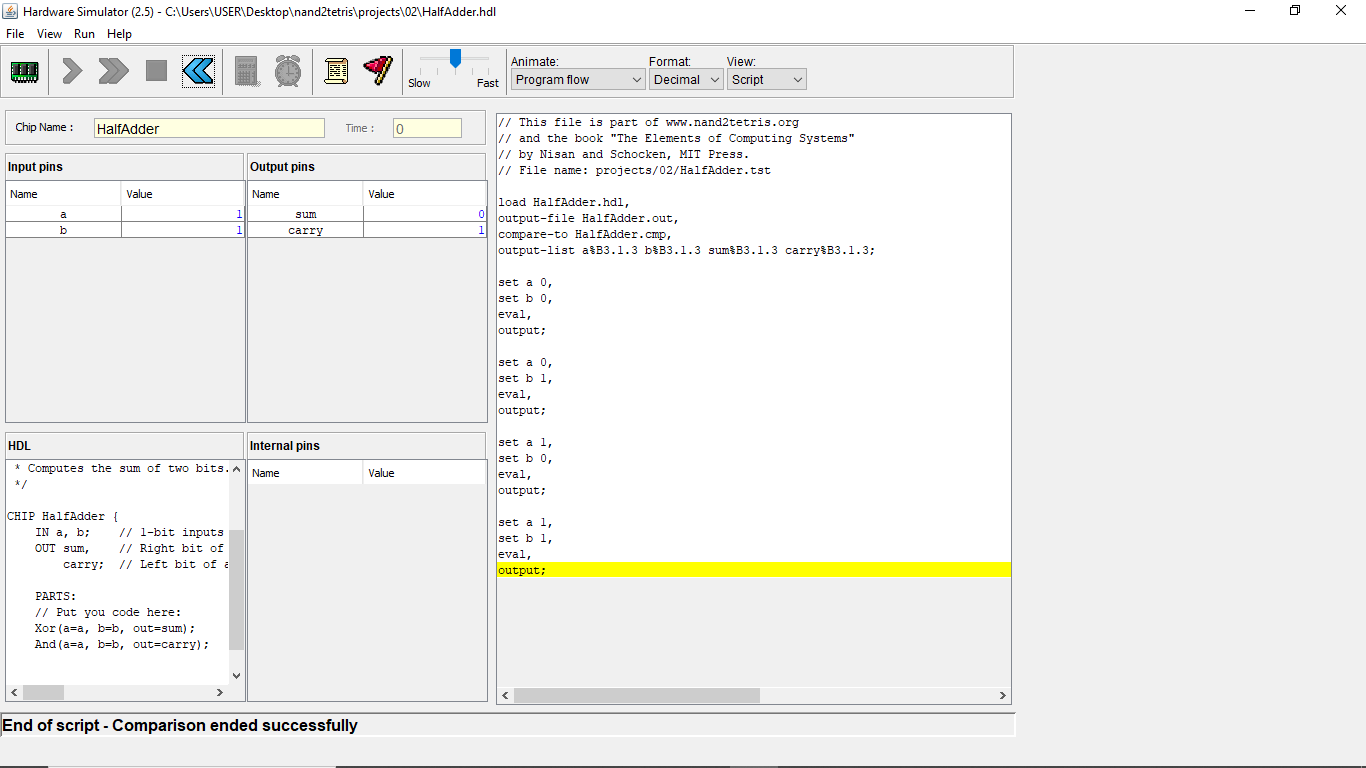 Hardware Simulator (2.5) - C:\Users\USER\Desktop\nand2tetris\projects\02\HalfAdder.hdl
File View Run Help
Animate: Format: View:
Slow Fast Program flow Decimal Script
Chip Name : HalfAdder Time : 0
Input pins
Name Value
a 1
b 1
Output pins
Name Value
sum 0
carry 1
HDL
* Computes the sum of two bits.
*/
CHIP HalfAdder {
IN a, b; // 1-bit inputs
OUT sum, // Right bit of
carry; // Left bit of a
PARTS:
// Put you code here:
Xor(a=a, b=b, out=sum);
And(a=a, b=b, out=carry);
Internal pins
Name Value
// This file is part of www.nand2tetris.org
// and the book "The Elements of Computing Systems"
// by Nisan and Schocken, MIT Press.
// File name: projects/02/HalfAdder.tst
load HalfAdder.hdl,
output-file HalfAdder.out,
compare-to HalfAdder.cmp,
output-list a%B3.1.3 b%B3.1.3 sum%B3.1.3 carry%B3.1.3;
set a 0,
set b 0,
eval,
output;
set a 0,
set b 1,
eval,
output;
set a 1,
set b 0,
eval,
output;
set a 1,
set b 1,
eval,
output;
End of script - Comparison ended successfully